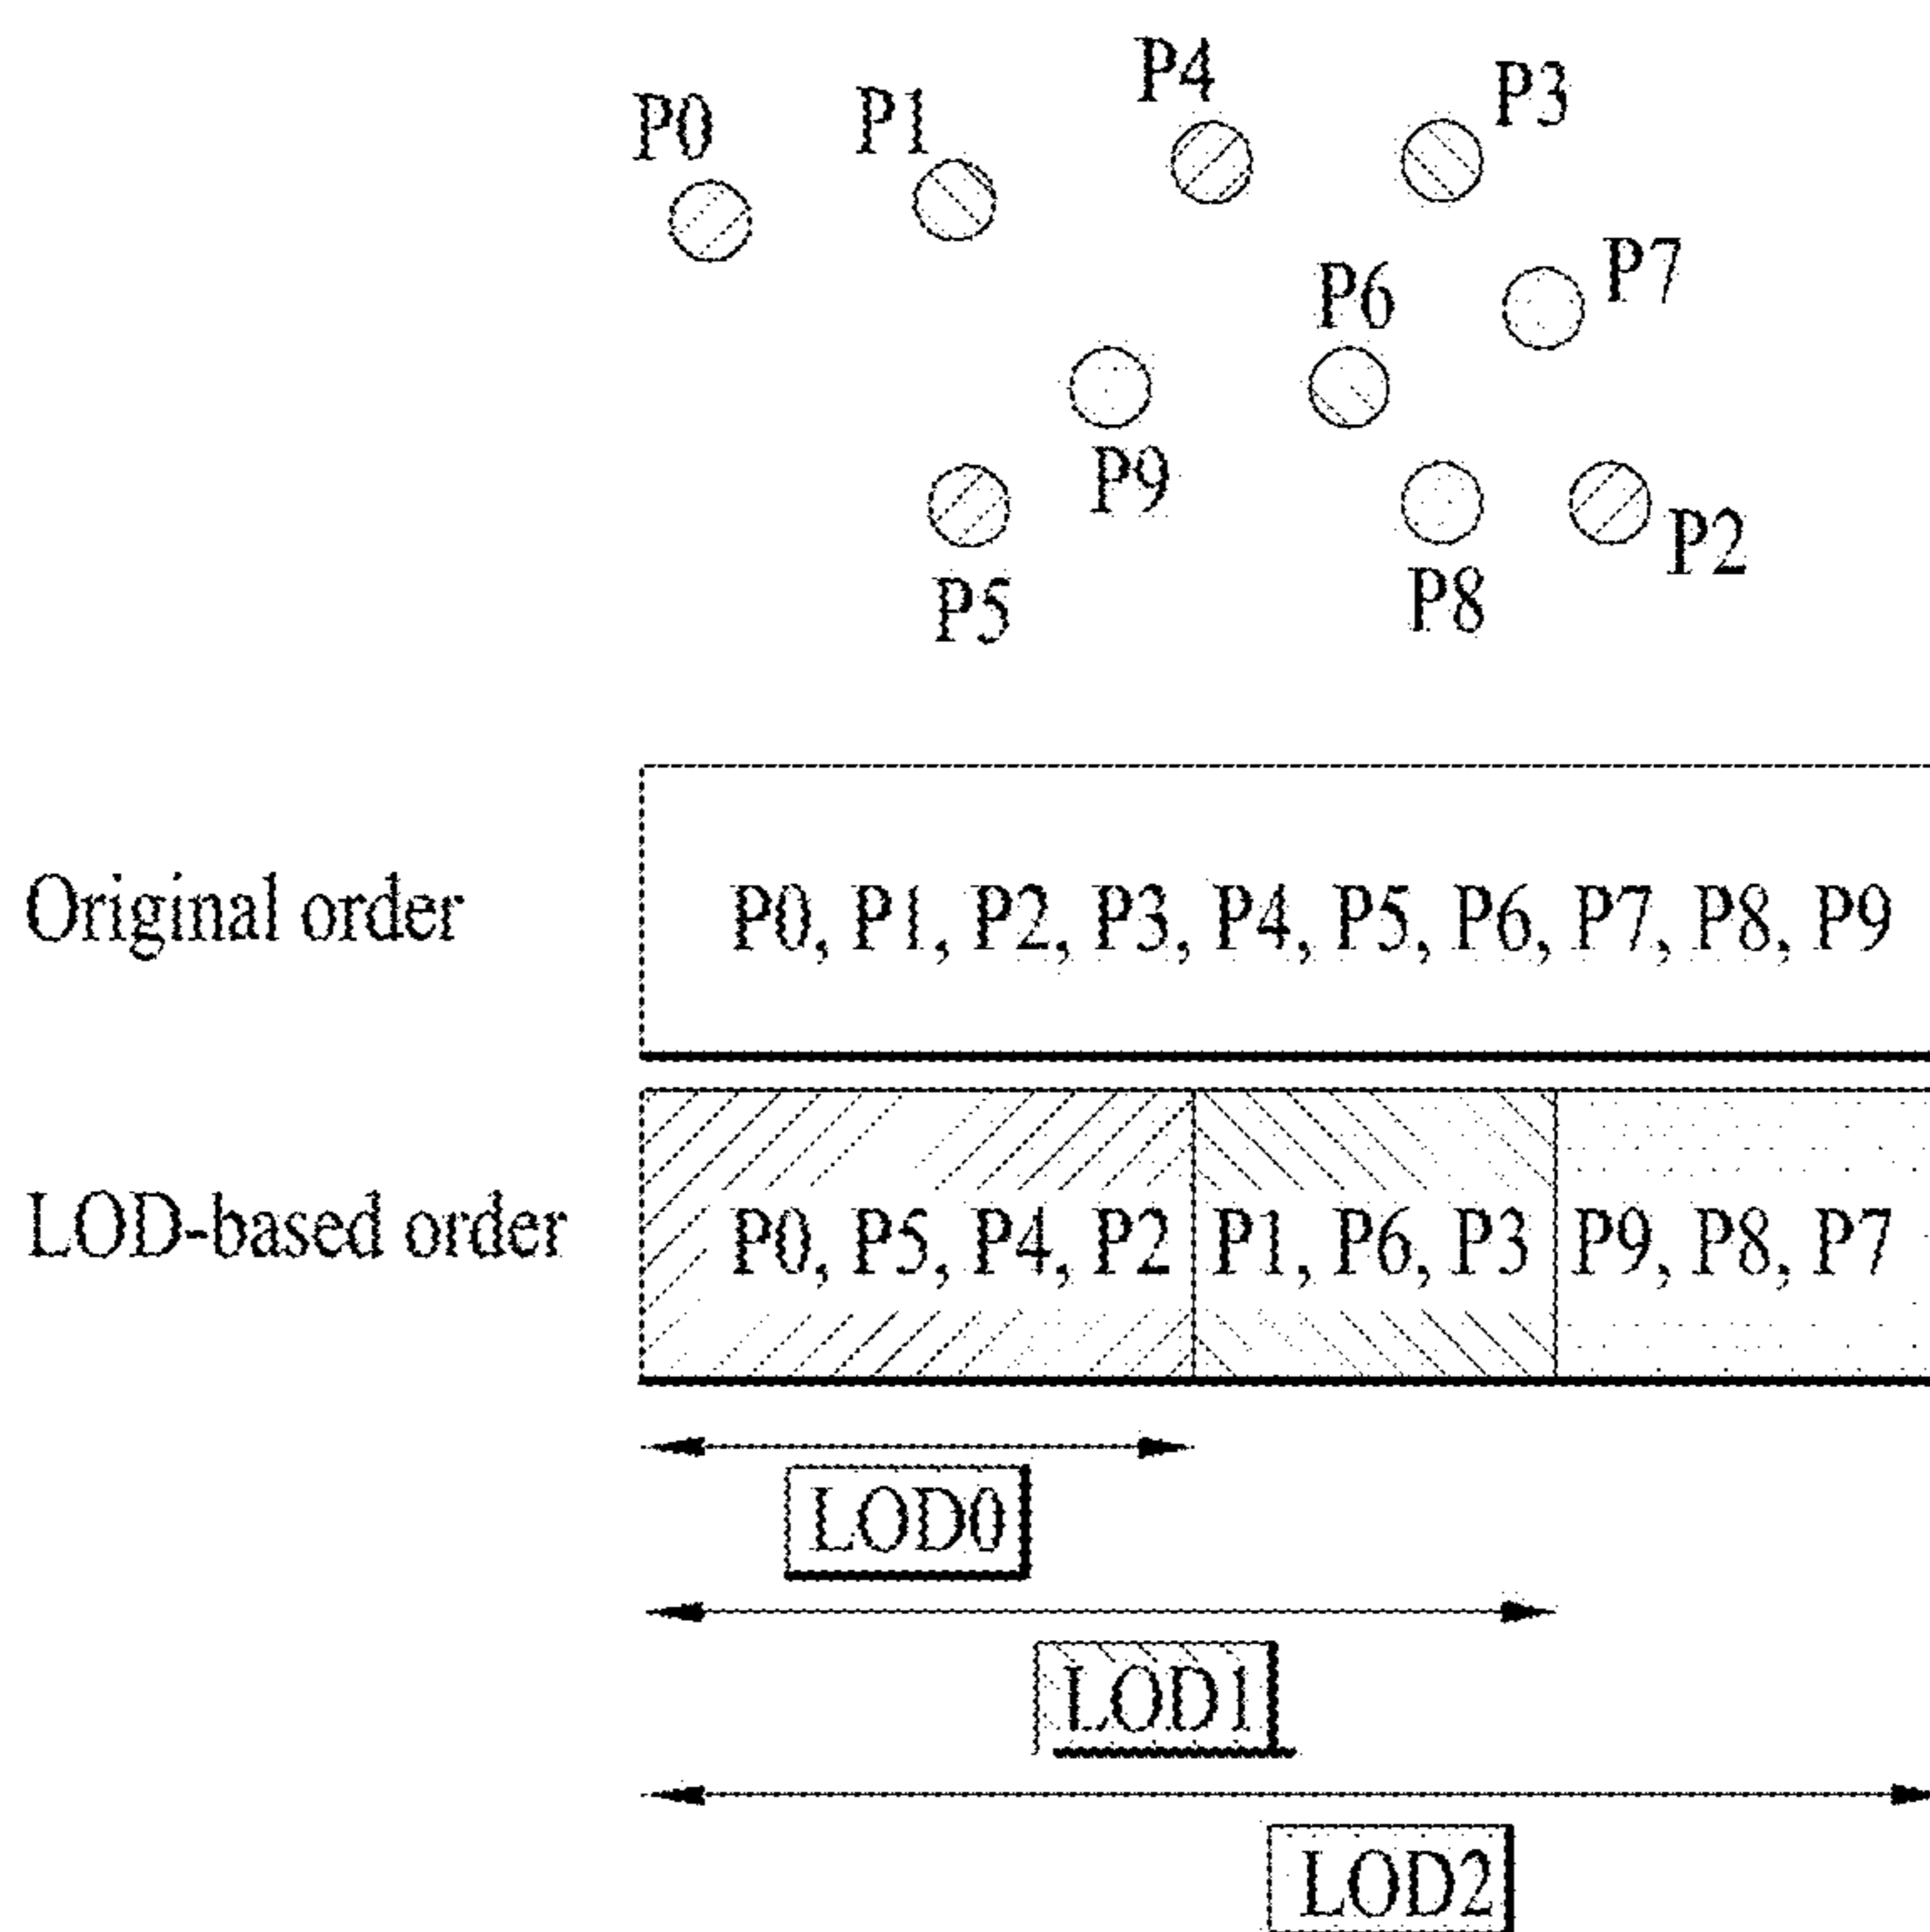 P4
P3
P0
P1
P7
P6
P9
P2
P8
P5
Original order
P0, P1, P2, P3, P4, P5, P6, P7, P8, P9
LOD-based order
P0, P5, P4, P2, P1, P6, P3, P9, P8, P7
LOD0
LOD1
LOD2